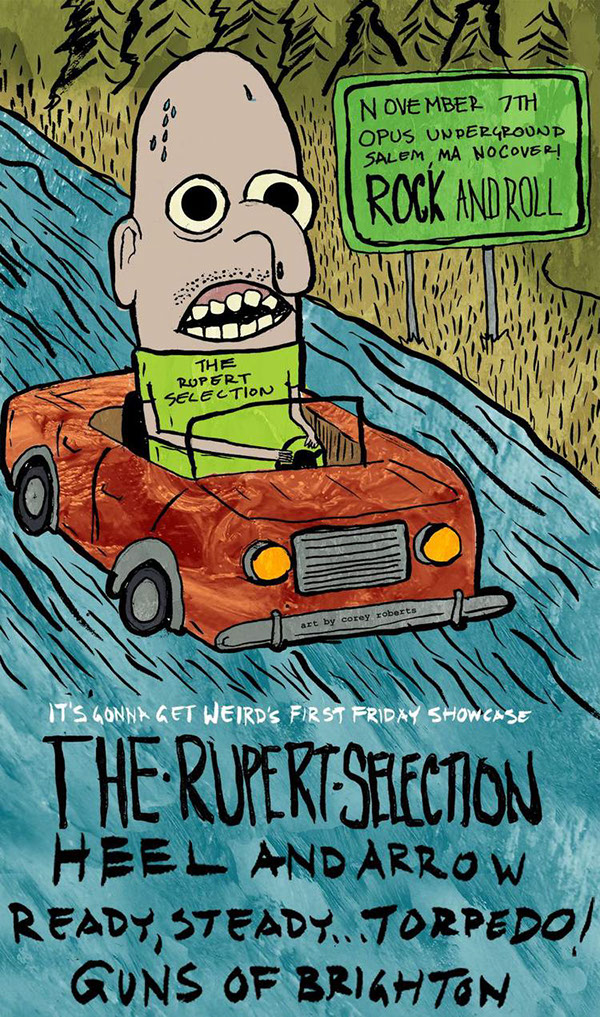 NOVEMBER 7TH
OPUS UNDERGROUND
SALEM, MA NO COVER!
ROCK AND ROLL
THE
RUPERT
SELECTION
art by corey roberts
IT'S GONNA GET WEIRD'S FIRST FRIDAY SHOWCASE
THE·RUPERT·SELECTION
HEEL AND ARROW
READY, STEADY...TORPEDO!
GUNS OF BRIGHTON